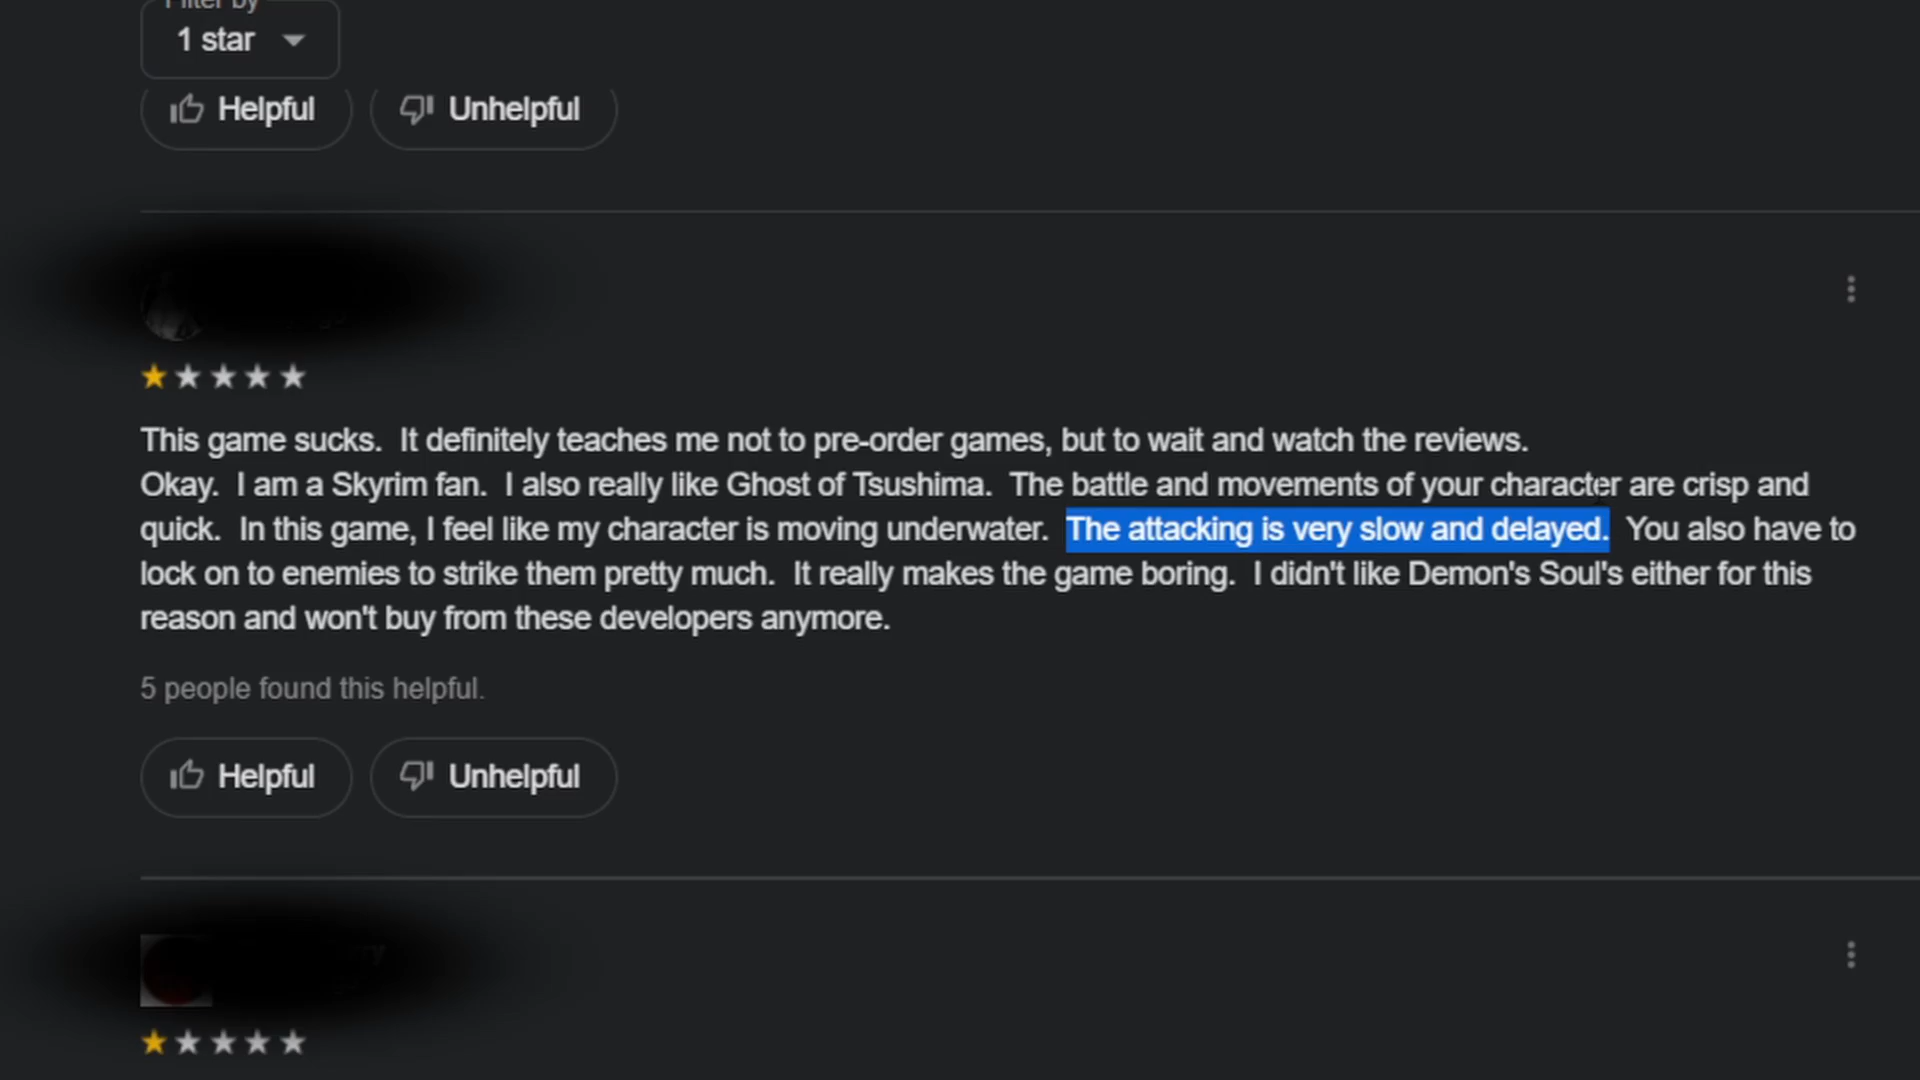 Filter by
1 star
Helpful Unhelpful
This game sucks.  It definitely teaches me not to pre-order games, but to wait and watch the reviews.
Okay.  I am a Skyrim fan.  I also really like Ghost of Tsushima.  The battle and movements of your character are crisp and
quick.  In this game, I feel like my character is moving underwater.  The attacking is very slow and delayed.  You also have to
lock on to enemies to strike them pretty much.  It really makes the game boring.  I didn't like Demon's Soul's either for this
reason and won't buy from these developers anymore.
5 people found this helpful.
Helpful Unhelpful